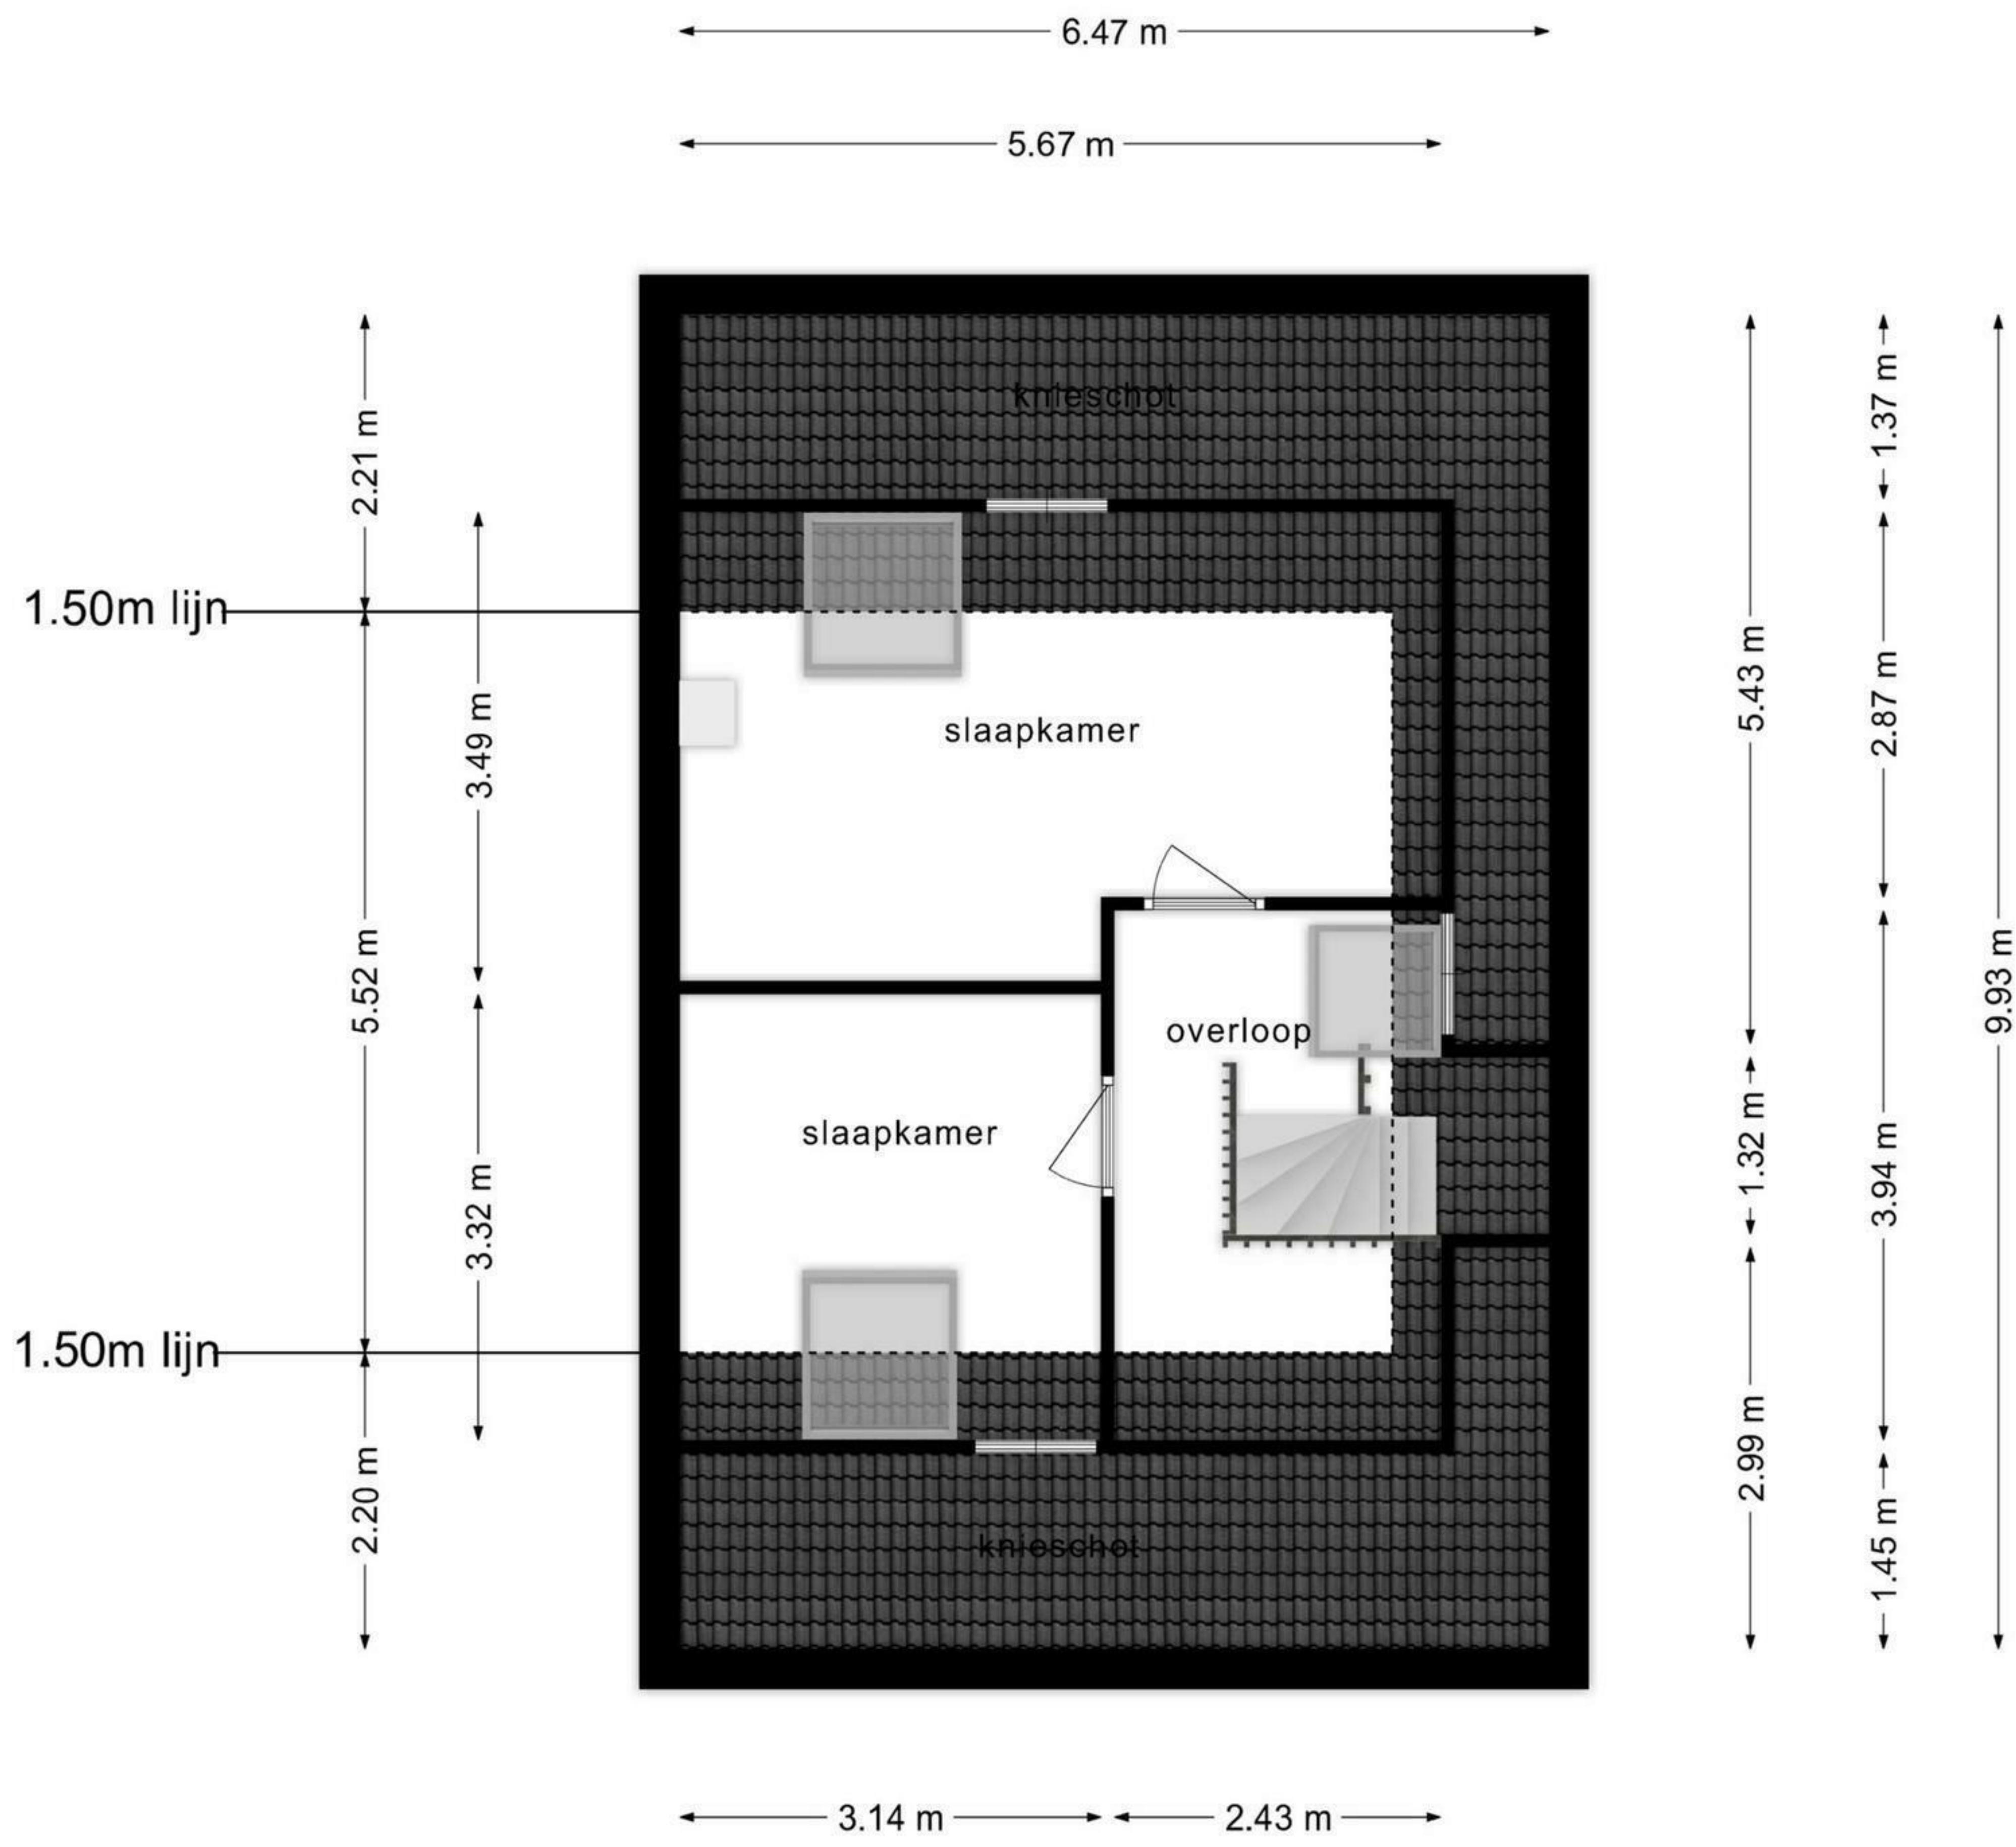 6.47 m
5.67 m
knieschot
2.21 m
1.37 m
1.50m lijn
3.49 m
5.43 m
2.87 m
slaapkamer
5.52 m
9.93 m
overloop
slaapkamer
1.32 m
3.94 m
3.32 m
1.50m lijn
2.20 m
2.99 m
knieschot
1.45 m
3.14 m
2.43 m